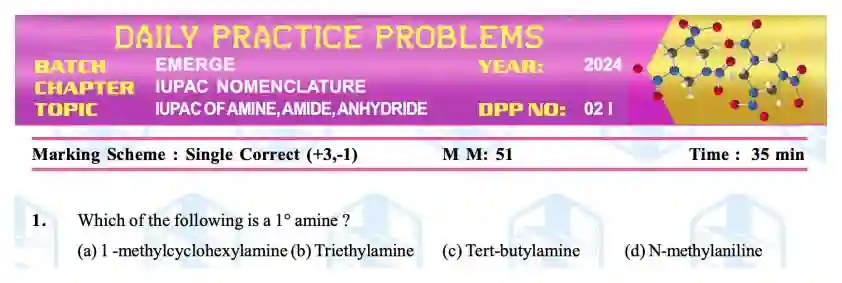 DAILY PRACTICE PROBLEMS
BATCH EMERGE YEAR: 2024
CHAPTER IUPAC NOMENCLATURE
TOPIC IUPAC OF AMINE, AMIDE, ANHYDRIDE DPP NO: 02 I
Marking Scheme : Single Correct (+3,-1) M M: 51 Time : 35 min
1. Which of the following is a 1° amine ?
(a) 1 -methylcyclohexylamine (b) Triethylamine (c) Tert-butylamine (d) N-methylaniline